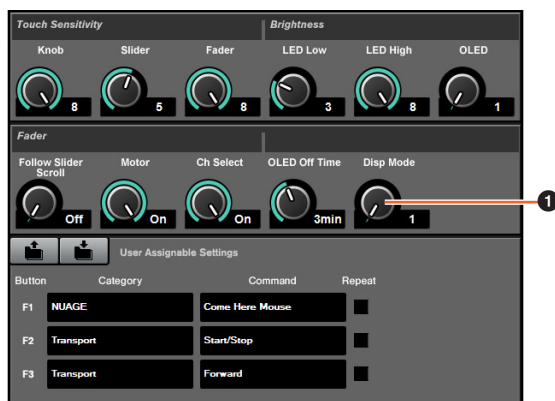 Touch Sensitivity Brightness
Knob Slider Fader LED Low LED High OLED
8 5 8 3 8 1
Fader
Follow Slider Scroll Motor Ch Select OLED Off Time Disp Mode
Off On On 3min 1
1
User Assignable Settings
Button Category Command Repeat
F1 NUAGE Come Here Mouse
F2 Transport Start/Stop
F3 Transport Forward